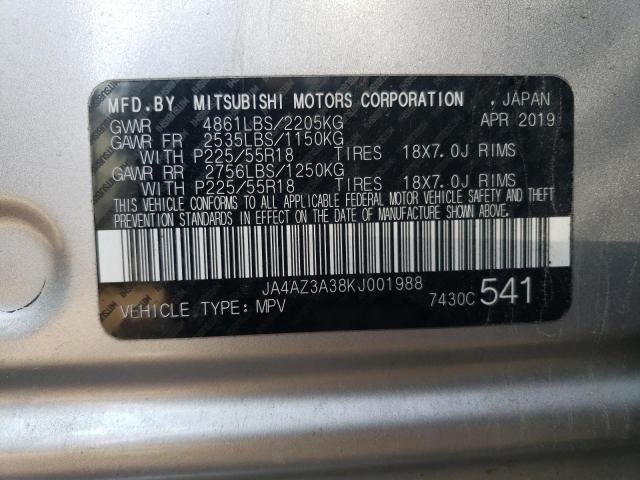 MFD.BY MITSUBISHI MOTORS CORPORATION , JAPAN
GVWR 4861LBS/2205KG APR 2019
GAWR FR 2535LBS/1150KG
WITH P225/55R18 TIRES 18X7.0J RIMS
GAWR RR 2756LBS/1250KG
WITH P225/55R18 TIRES 18X7.0J RIMS
THIS VEHICLE CONFORMS TO ALL APPLICABLE FEDERAL MOTOR VEHICLE SAFETY AND THEFT
PREVENTION STANDARDS IN EFFECT ON THE DATE OF MANUFACTURE SHOWN ABOVE.
JA4AZ3A38KJ001988
VEHICLE TYPE: MPV 7430C 541